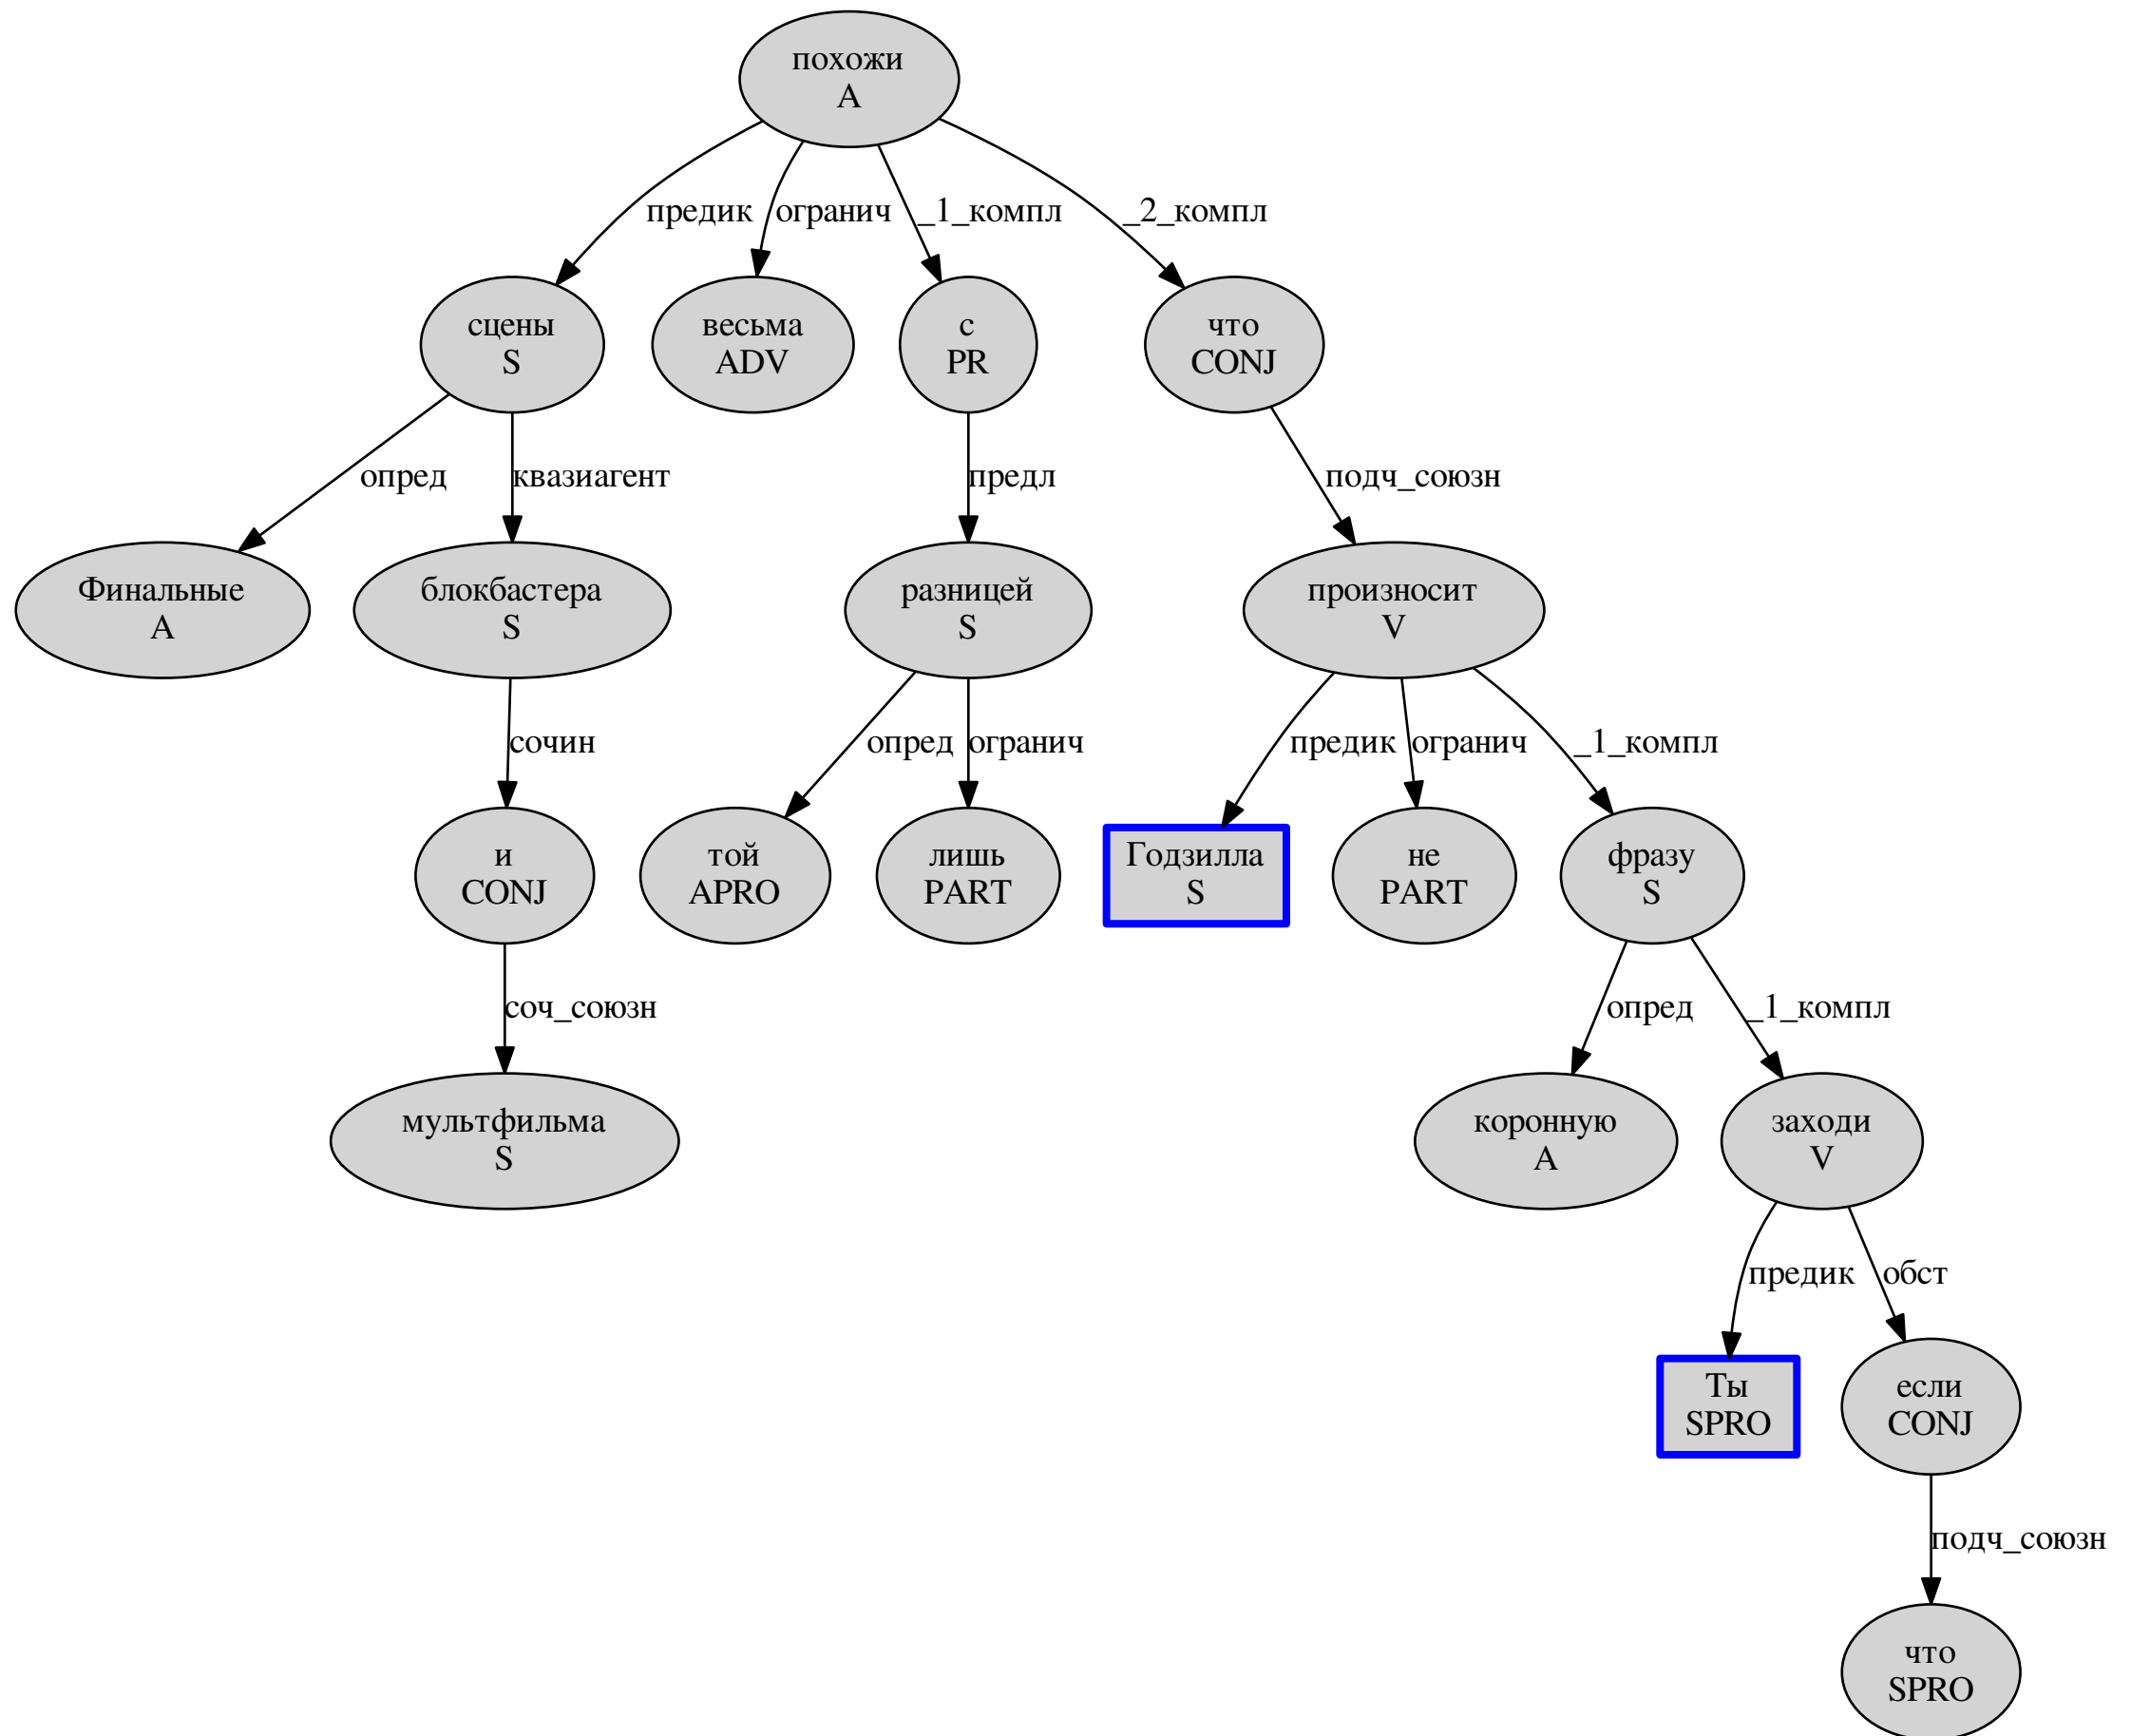 похожи
A
предик
огранич
_1_компл
_2_компл
сцены
S
весьма
ADV
с
PR
что
CONJ
опред
квазиагент
предл
подч_союзн
Финальные
A
блокбастера
S
разницей
S
произносит
V
сочин
опред
огранич
предик
огранич
_1_компл
и
CONJ
той
APRO
лишь
PART
Годзилла
S
не
PART
фразу
S
соч_союзн
опред
_1_компл
мультфильма
S
коронную
A
заходи
V
предик
обст
Ты
SPRO
если
CONJ
подч_союзн
что
SPRO